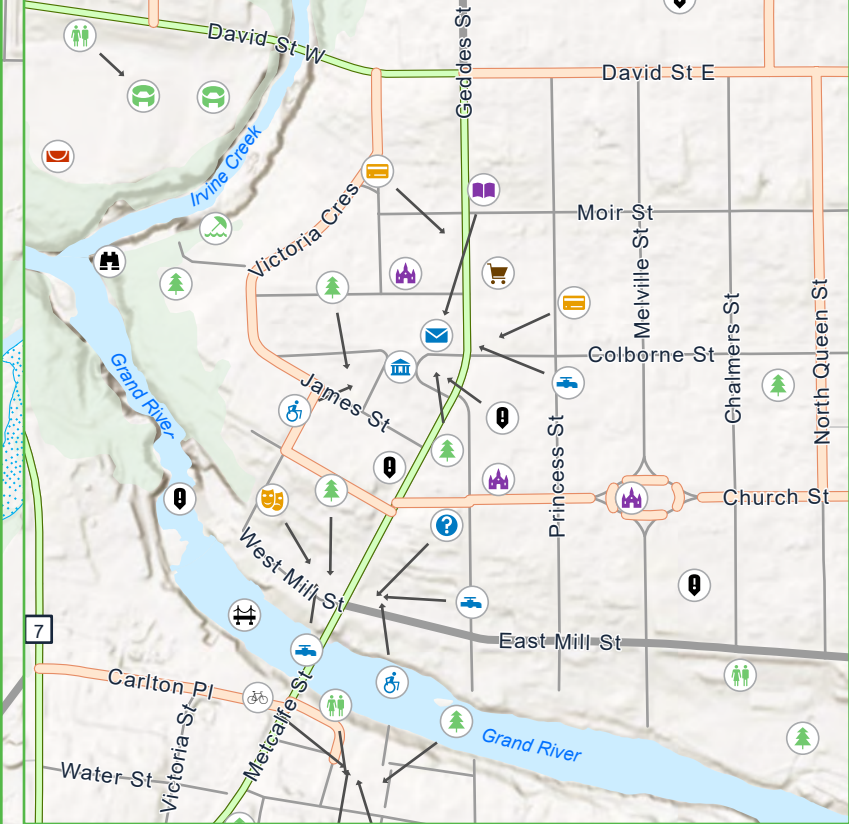 David St W
Geddes St
David St E
Irvine Creek
Victoria Cres
Moir St
Melville St
Chalmers St
North Queen St
Colborne St
Grand River
James St
Princess St
Church St
?
West Mill St
East Mill St
7
Carlton Pl
Victoria St
Metcalfe St
Grand River
Water St